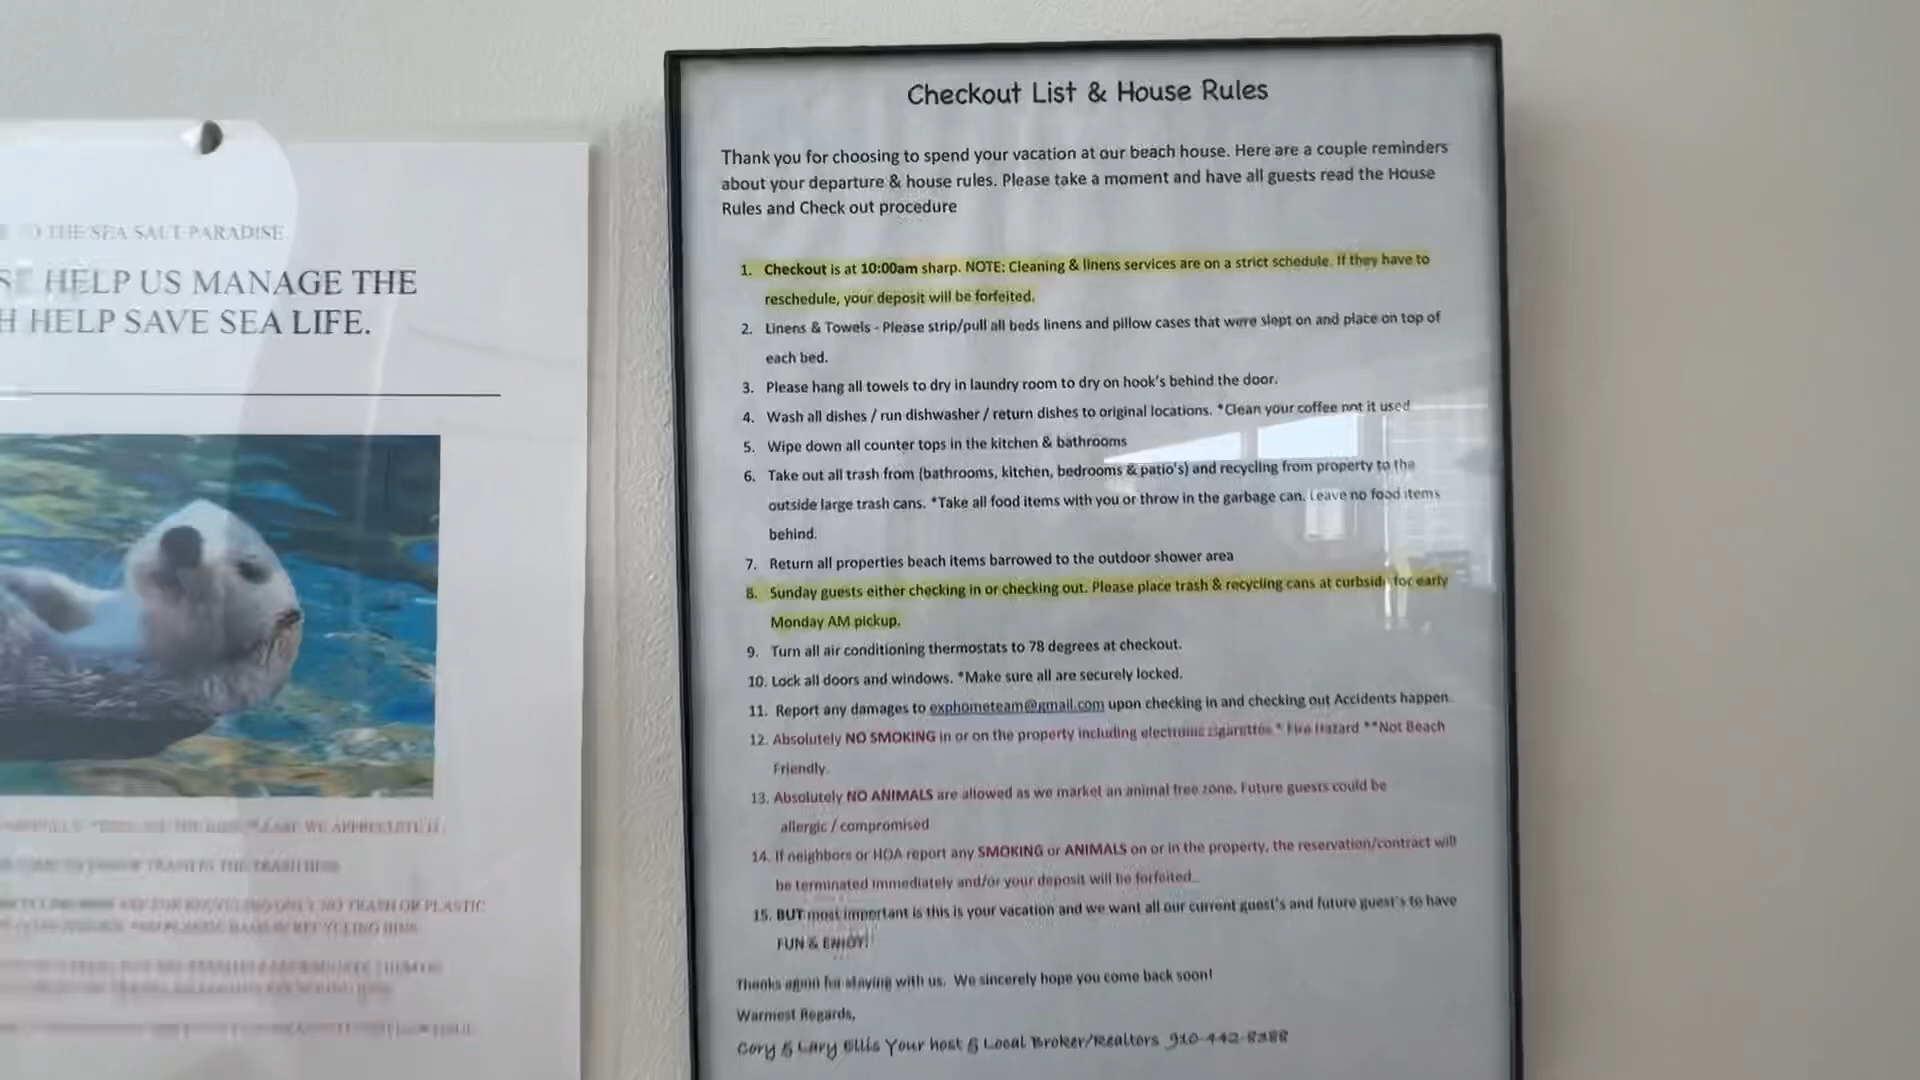 TO THE SEA SALT PARADISE
HELP US MANAGE THE
HELP SAVE SEA LIFE.
Checkout List & House Rules
Thank you for choosing to spend your vacation at our beach house. Here are a couple reminders
about your departure & house rules. Please take a moment and have all guests read the House
Rules and Check out procedure
1. Checkout is at 10:00am sharp. NOTE: Cleaning & linens services are on a strict schedule. If they have to
reschedule, your deposit will be forfeited.
2. Linens & Towels - Please strip/pull all beds linens and pillow cases that were slept on and place on top of
each bed.
3. Please hang all towels to dry in laundry room to dry on hook's behind the door.
4. Wash all dishes / run dishwasher / return dishes to original locations. *Clean your coffee pot it used
5. Wipe down all counter tops in the kitchen & bathrooms
6. Take out all trash from (bathrooms, kitchen, bedrooms & patio's) and recycling from property to the
outside large trash cans. *Take all food items with you or throw in the garbage can. Leave no food items
behind.
7. Return all properties beach items barrowed to the outdoor shower area
8. Sunday guests either checking in or checking out. Please place trash & recycling cans at curbside for early
Monday AM pickup.
9. Turn all air conditioning thermostats to 78 degrees at checkout.
10. Lock all doors and windows. *Make sure all are securely locked.
11. Report any damages to exphometeam@gmail.com upon checking in and checking out Accidents happen.
12. Absolutely NO SMOKING in or on the property including electronic cigarettes * Fire Hazard **Not Beach
Friendly.
13. Absolutely NO ANIMALS are allowed as we market an animal free zone. Future guests could be
allergic / compromised
14. If neighbors or HOA report any SMOKING or ANIMALS on or in the property, the reservation/contract will
be terminated immediately and/or your deposit will be forfeited.
15. BUT most important is this is your vacation and we want all our current guest's and future guest's to have
FUN & ENJOY!
Thanks again for staying with us. We sincerely hope you come back soon!
Warmest Regards,
Cory & Lary Ellis Your host & Local Broker/Realtors 910-442-8388